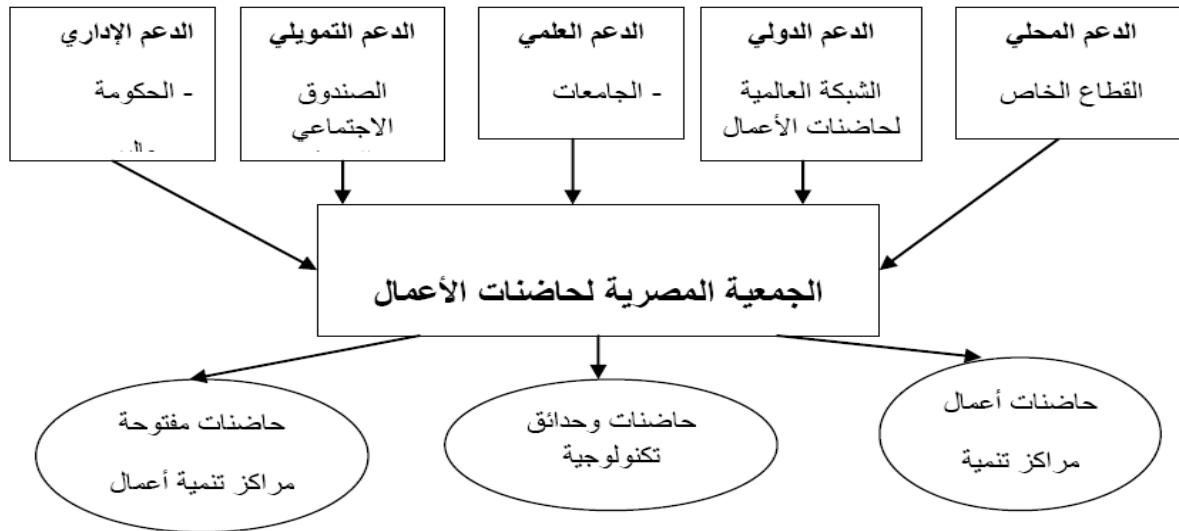 الدعم المحلي
القطاع الخاص
الدعم الدولي
الشبكة العالمية
لحاضنات الأعمال
الدعم العلمي
- الجامعات
الدعم التمويلي
الصندوق
الاجتماعي
الدعم الإداري
- الحكومة
الجمعية المصرية لحاضنات الأعمال
حاضنات أعمال
مراكز تنمية
حاضنات وحدائق
تكنولوجية
حاضنات مفتوحة
مراكز تنمية أعمال